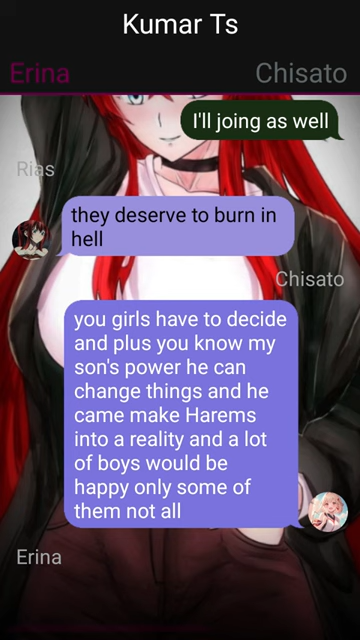 Kumar Ts
Erina
Chisato
I'll joing as well
Rias
they deserve to burn in
hell
Chisato
you girls have to decide
and plus you know my
son's power he can
change things and he
came make Harems
into a reality and a lot
of boys would be
happy only some of
them not all
Erina